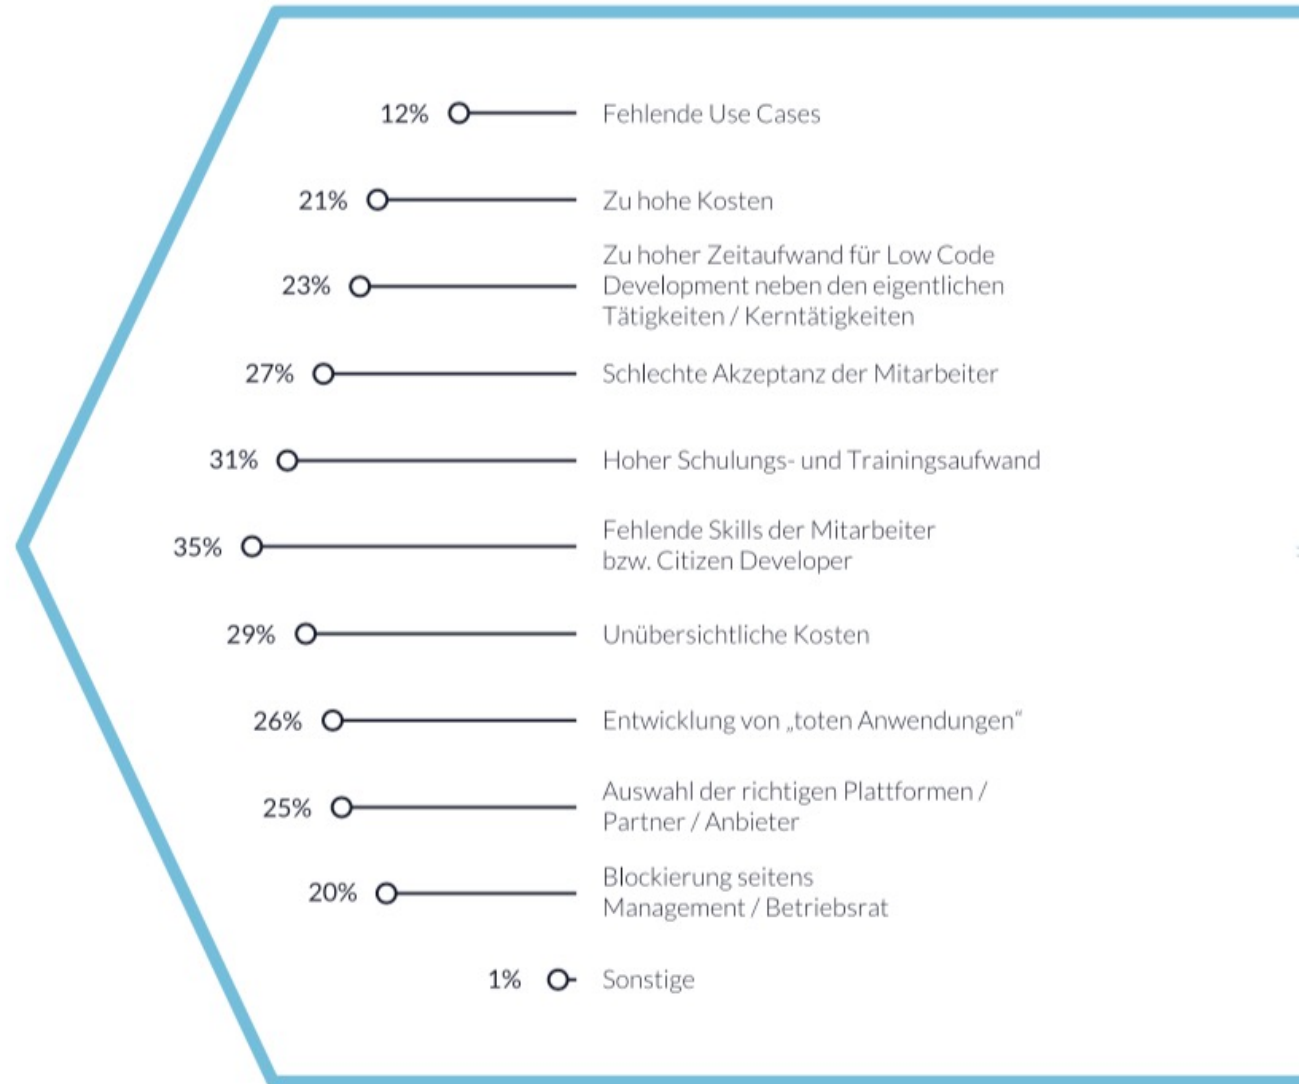 12% Fehlende Use Cases
21% Zu hohe Kosten
Zu hoher Zeitaufwand für Low Code
23% Development neben den eigentlichen
Tätigkeiten / Kerntätigkeiten
27% Schlechte Akzeptanz der Mitarbeiter
31% Hoher Schulungs- und Trainingsaufwand
35% Fehlende Skills der Mitarbeiter
bzw. Citizen Developer
29% Unübersichtliche Kosten
26% Entwicklung von „toten Anwendungen“
25% Auswahl der richtigen Plattformen /
Partner / Anbieter
20% Blockierung seitens
Management / Betriebsrat
1% Sonstige